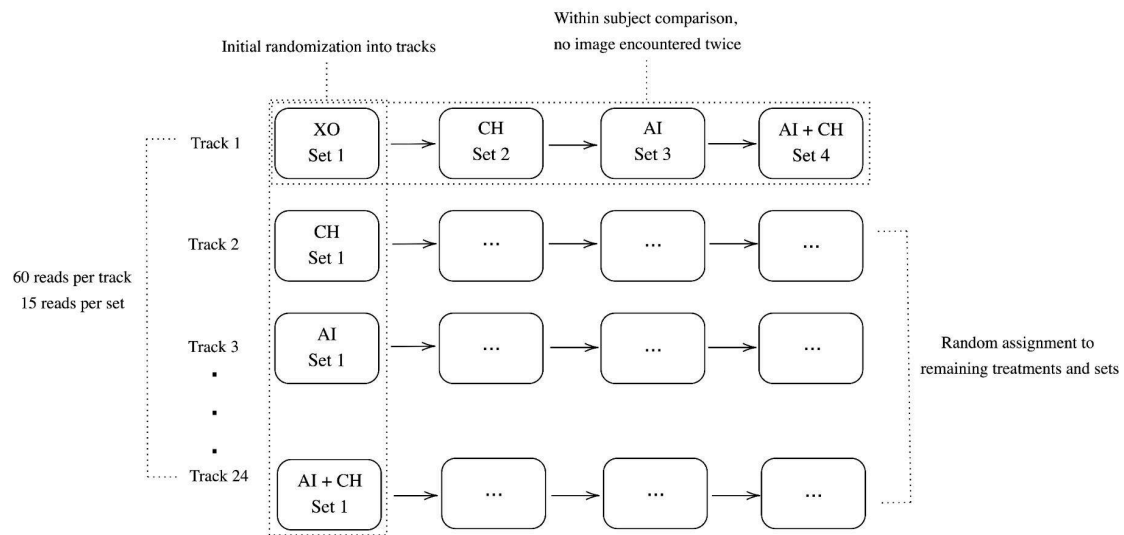 Within subject comparison,
no image encountered twice
Initial randomization into tracks
Track 1
XO
Set 1
CH
Set 2
AI
Set 3
AI + CH
Set 4
Track 2
CH
Set 1
...
...
...
60 reads per track
15 reads per set
Track 3
AI
Set 1
...
...
...
Random assignment to
remaining treatments and sets
Track 24
AI + CH
Set 1
...
...
...